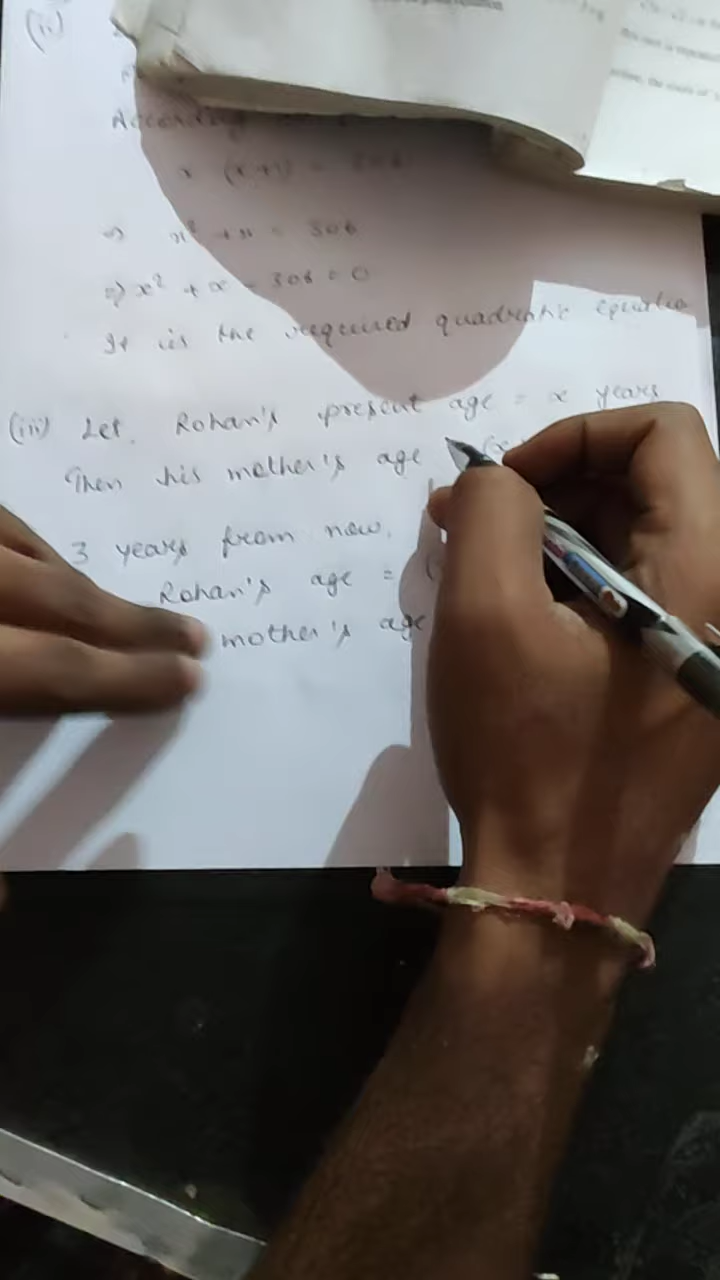 (ii)
According
x (x+1) = 306
⇒ x² + x = 306
⇒ x² + x - 306 = 0
It is the required quadratic equatio
(iii) Let, Rohan's present age = x years
Then his mother's age (x
3 years from now,
Rohan's age = (
mother's age